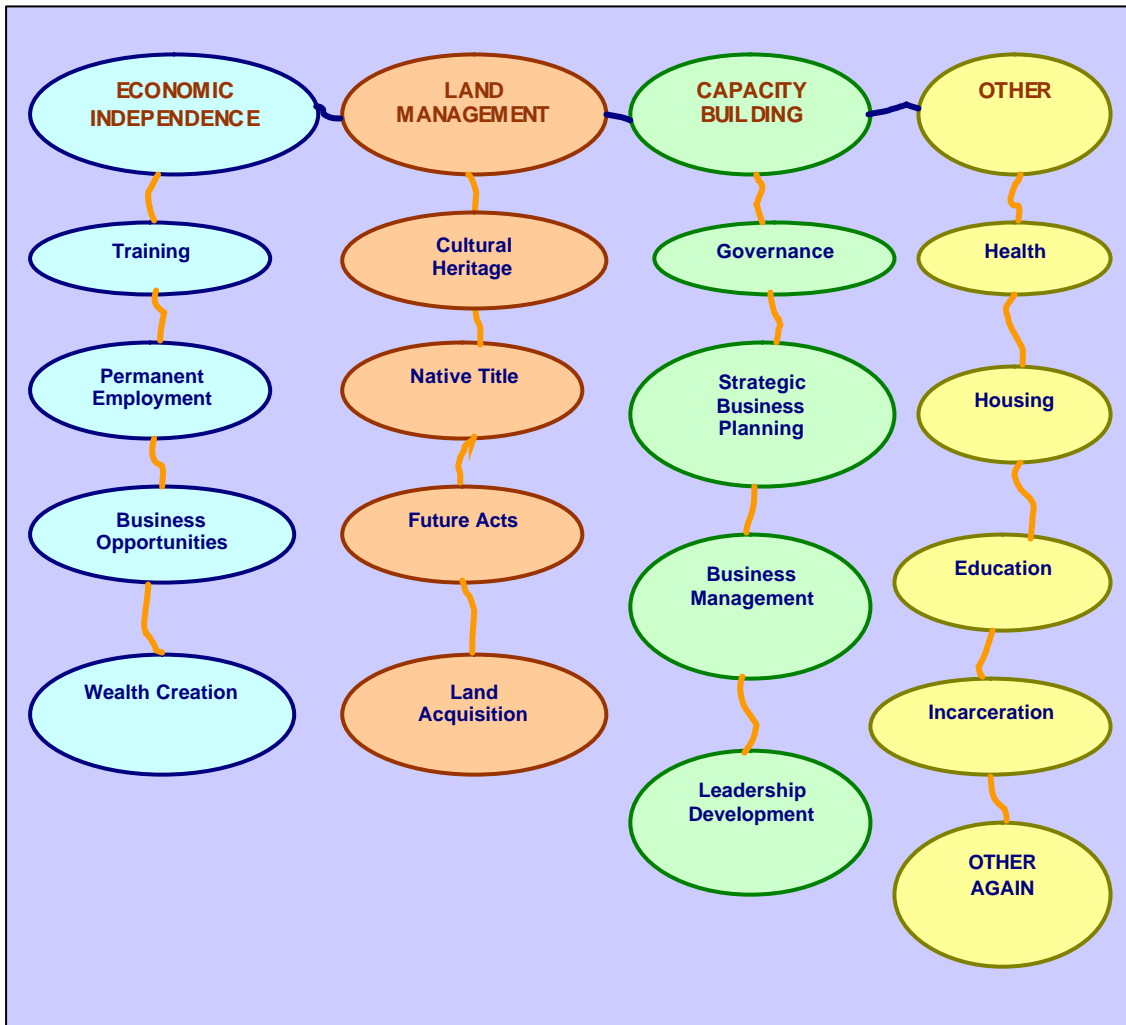 ECONOMIC
INDEPENDENCE
Training
Permanent
Employment
Business
Opportunities
Wealth Creation
LAND
MANAGEMENT
Cultural
Heritage
Native Title
Future Acts
Land
Acquisition
CAPACITY
BUILDING
Governance
Strategic
Business
Planning
Business
Management
Leadership
Development
OTHER
Health
Housing
Education
Incarceration
OTHER
AGAIN